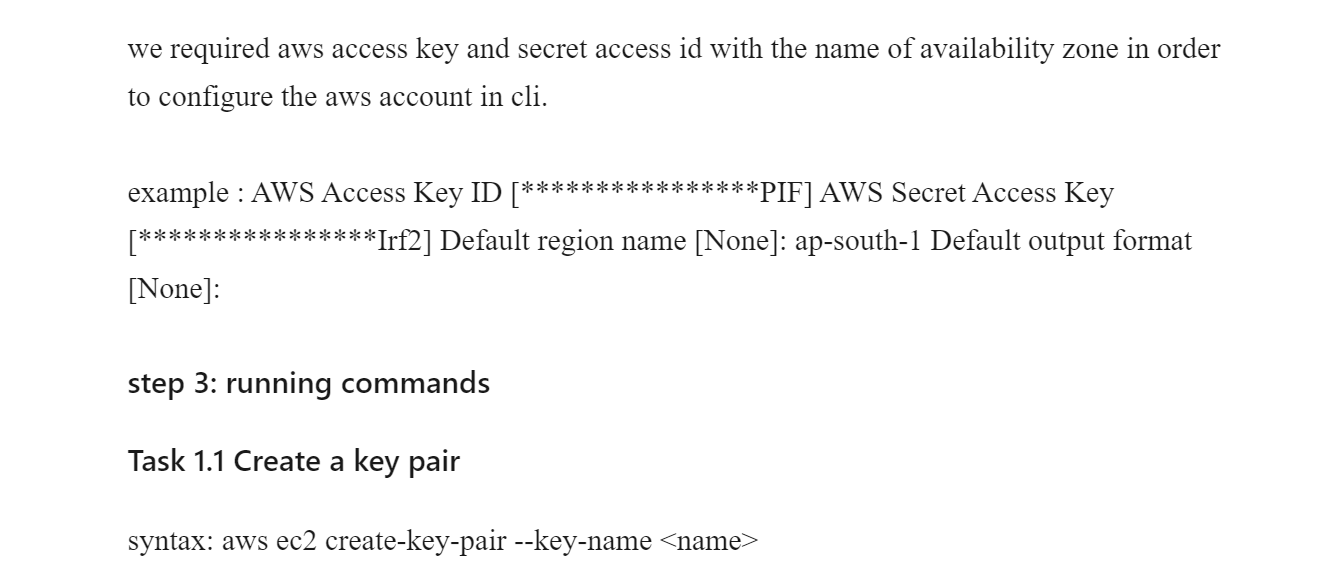 we required aws access key and secret access id with the name of availability zone in order
to configure the aws account in cli.
example : AWS Access Key ID [****************PIF] AWS Secret Access Key
[****************Irf2] Default region name [None]: ap-south-1 Default output format
[None]:
step 3: running commands
Task 1.1 Create a key pair
syntax: aws ec2 create-key-pair --key-name <name>